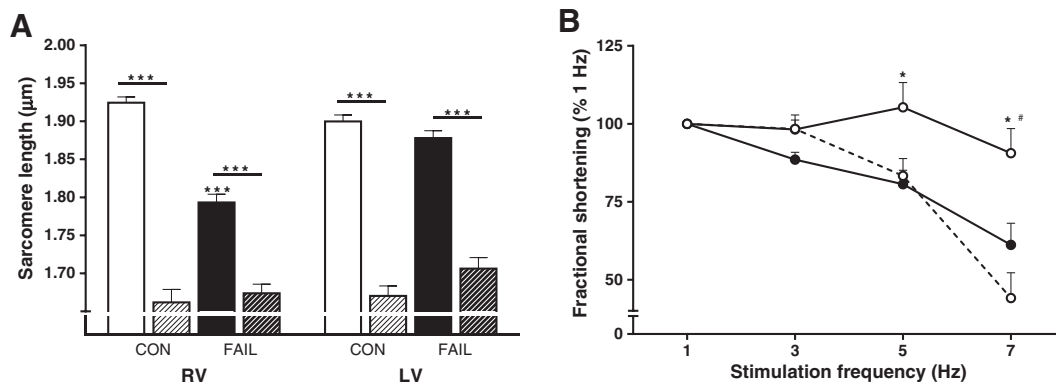 A
Sarcomere length (μm)
2.00
1.95
1.90
1.85
1.80
1.75
1.70
***
***
***
***
***
CON FAIL CON FAIL
RV LV
B
Fractional shortening (% 1 Hz)
125
100
75
50
0
*
* #
1 3 5 7
Stimulation frequency (Hz)